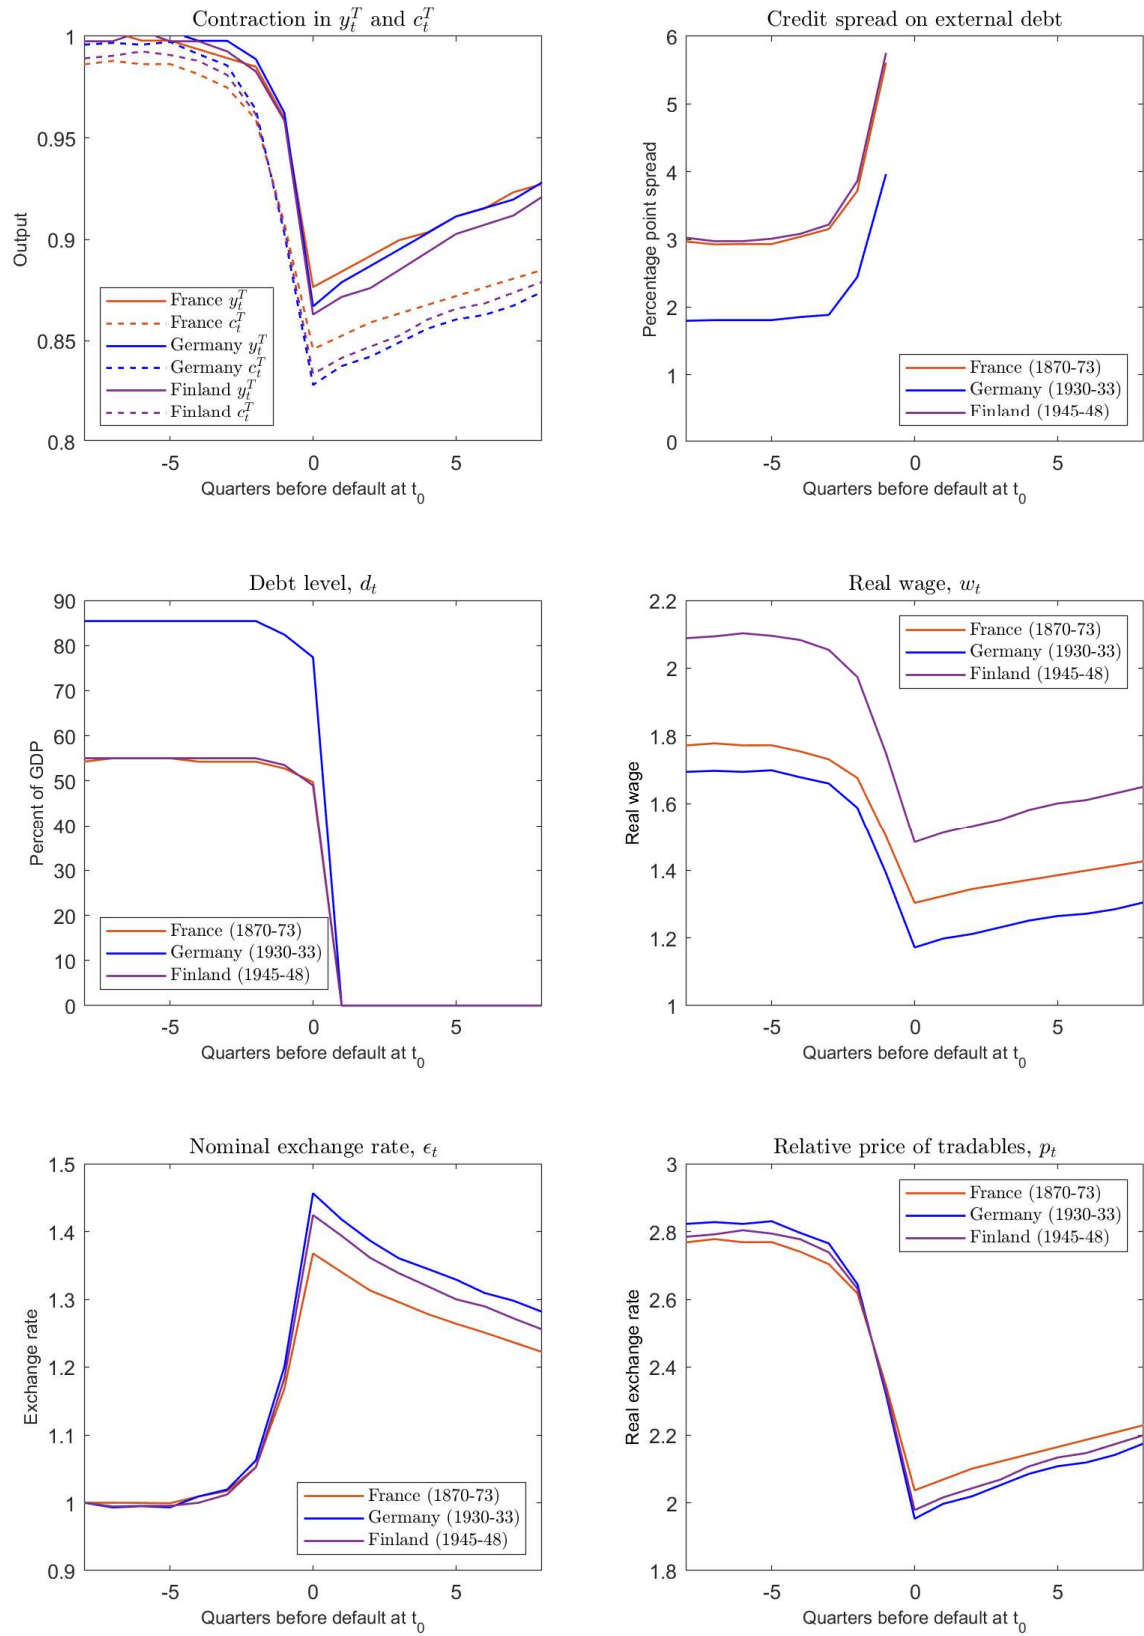 Contraction in y_t^T and c_t^T
1
0.95
0.9
0.85
0.8
Output
France y_t^T
France c_t^T
Germany y_t^T
Germany c_t^T
Finland y_t^T
Finland c_t^T
-5 0 5
Quarters before default at t_0
Credit spread on external debt
6
5
4
3
2
1
0
Percentage point spread
France (1870-73)
Germany (1930-33)
Finland (1945-48)
-5 0 5
Quarters before default at t_0
Debt level, d_t
90
80
70
60
50
40
30
20
10
0
Percent of GDP
France (1870-73)
Germany (1930-33)
Finland (1945-48)
-5 0 5
Quarters before default at t_0
Real wage, w_t
2.2
2
1.8
1.6
1.4
1.2
1
Real wage
France (1870-73)
Germany (1930-33)
Finland (1945-48)
-5 0 5
Quarters before default at t_0
Nominal exchange rate, ϵ_t
1.5
1.4
1.3
1.2
1.1
1
0.9
Exchange rate
France (1870-73)
Germany (1930-33)
Finland (1945-48)
-5 0 5
Quarters before default at t_0
Relative price of tradables, p_t
3
2.8
2.6
2.4
2.2
2
1.8
Real exchange rate
France (1870-73)
Germany (1930-33)
Finland (1945-48)
-5 0 5
Quarters before default at t_0